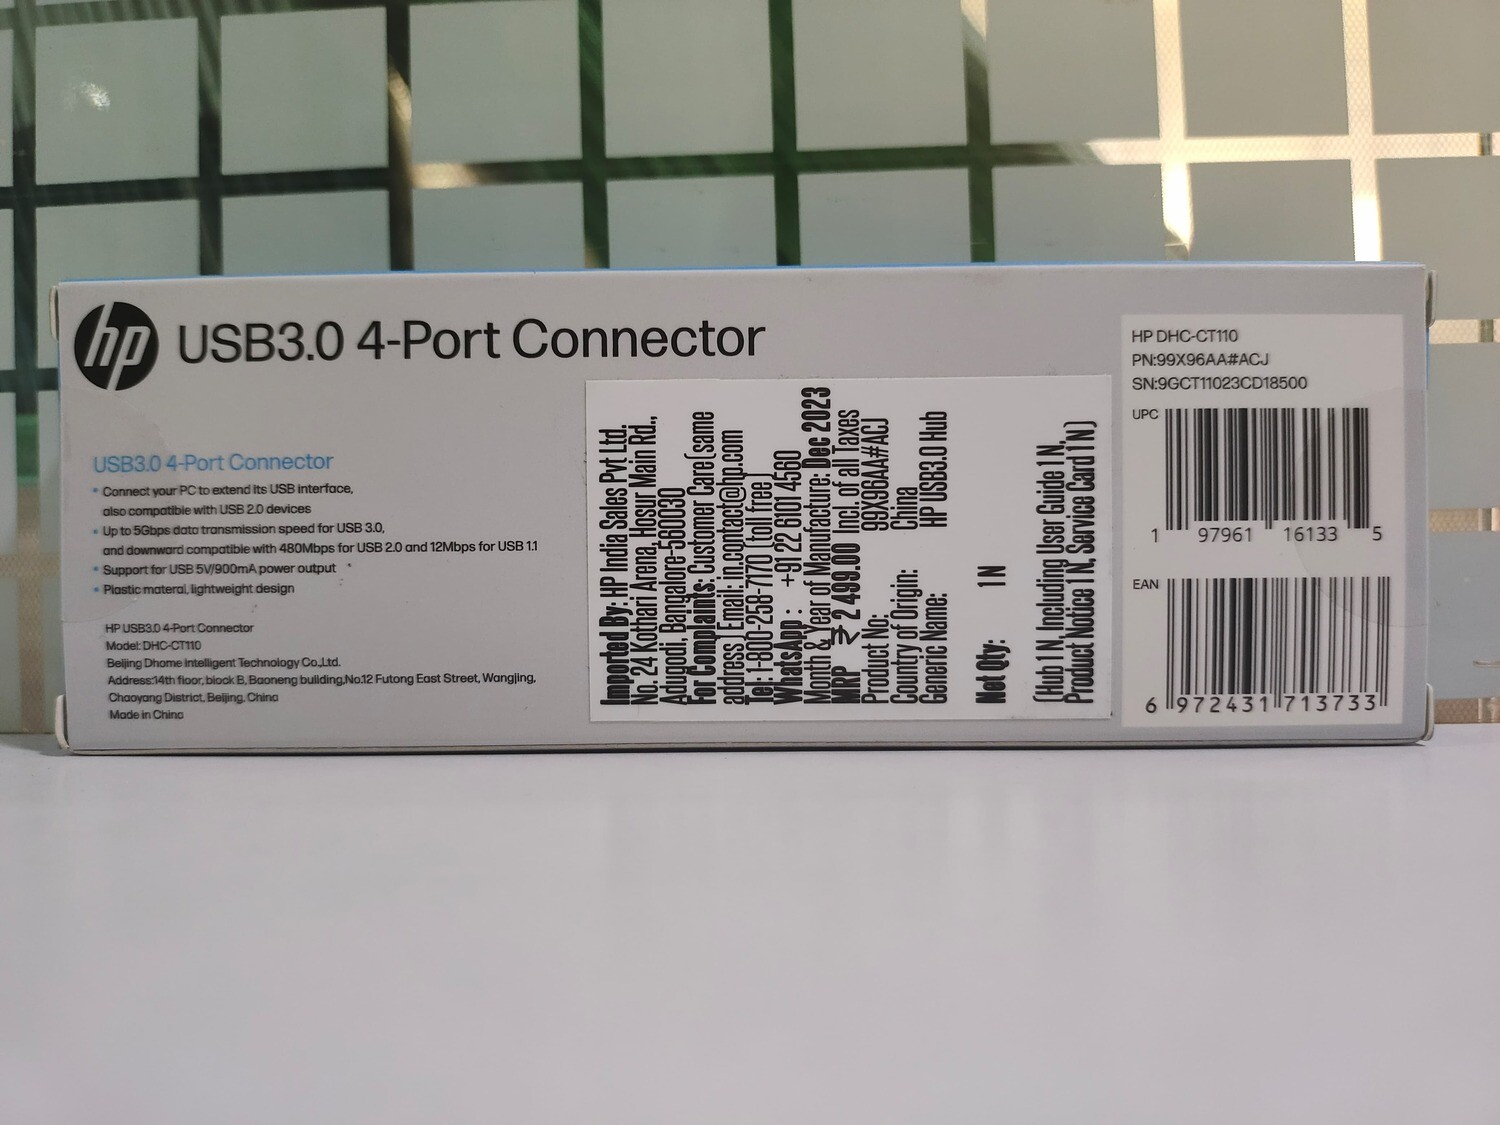 hp
USB3.0 4-Port Connector
USB3.0 4-Port Connector
• Connect your PC to extend its USB interface,
also compatible with USB 2.0 devices
• Up to 5Gbps data transmission speed for USB 3.0,
and downward compatible with 480Mbps for USB 2.0 and 12Mbps for USB 1.1
• Support for USB 5V/900mA power output
• Plastic materal, lightweight design
HP USB3.0 4-Port Connector
Model: DHC-CT110
Beijing Dhome Intelligent Technology Co.,Ltd.
Address:14th floor, block B, Baoneng building,No.12 Futong East Street, Wangjing,
Chaoyang District, Beijing, China
Made in China
Imported By: HP India Sales Pvt Ltd.
No. 24 Kothari Arena, Hosur Main Rd.,
Adugodi, Bangalore-560030
For Complaints: Customer Care(same
address) Email: in.contact@hp.com
Tel: 1-800-258-7170 (toll free)
WhatsApp : +91 22 6101 4560
Month & Year of Manufacture: Dec 2023
MRP ₹ 2 499.00 Incl. of all Taxes
Product No: 99X96AA#ACJ
Country of Origin: China
Generic Name: HP USB3.0 Hub
Net Qty: 1 N
(Hub 1 N, Including User Guide 1 N,
Product Notice 1 N, Service Card 1 N)
HP DHC-CT110
PN:99X96AA#ACJ
SN:9GCT11023CD18500
UPC
1 97961 16133 5
EAN
6 972431 713733